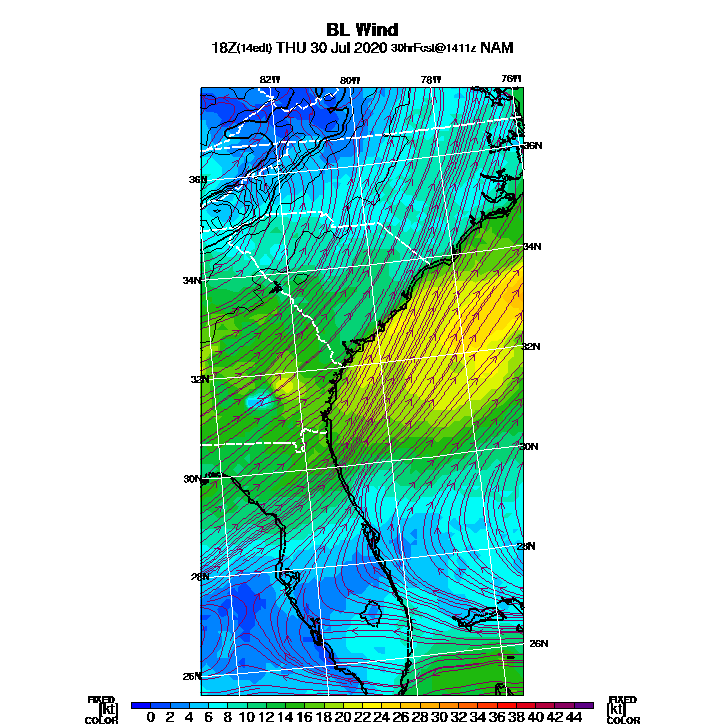 BL Wind
18Z(14edt) THU 30 Jul 2020 30hrFcst@1411z NAM
82W 80W 78W 76W
36N
36N
34N
34N
32N
32N
30N
30N
28N
28N
26N
26N
FIXED FIXED
[kt] 0 2 4 6 8 10 12 14 16 18 20 22 24 26 28 30 32 34 36 38 40 42 44 [kt]
COLOR COLOR